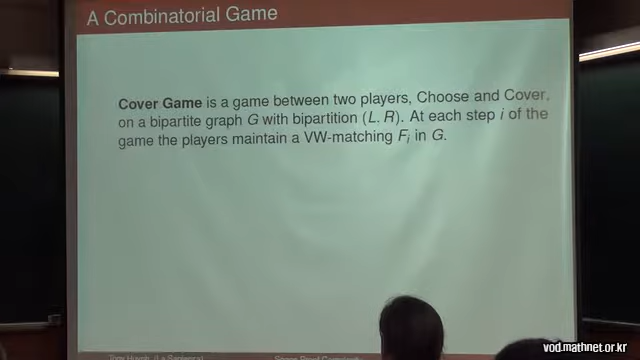 A Combinatorial Game
Cover Game is a game between two players, Choose and Cover,
on a bipartite graph G with bipartition (L, R). At each step i of the
game the players maintain a VW-matching Fi in G.
vod.mathnet.or.kr